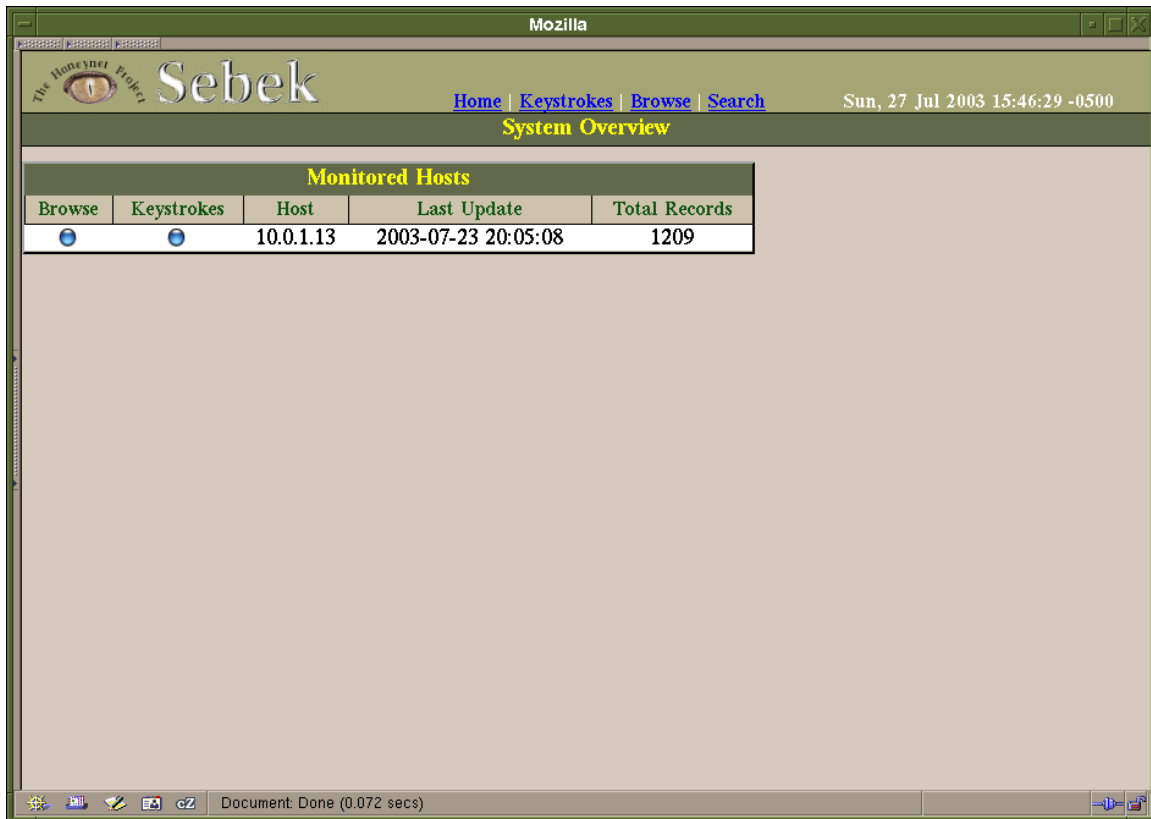 Mozilla
The Honeynet Project
Sebek
Home | Keystrokes | Browse | Search
Sun, 27 Jul 2003 15:46:29 -0500
System Overview
Monitored Hosts
Browse Keystrokes Host Last Update Total Records
10.0.1.13 2003-07-23 20:05:08 1209
cZ
Document: Done (0.072 secs)